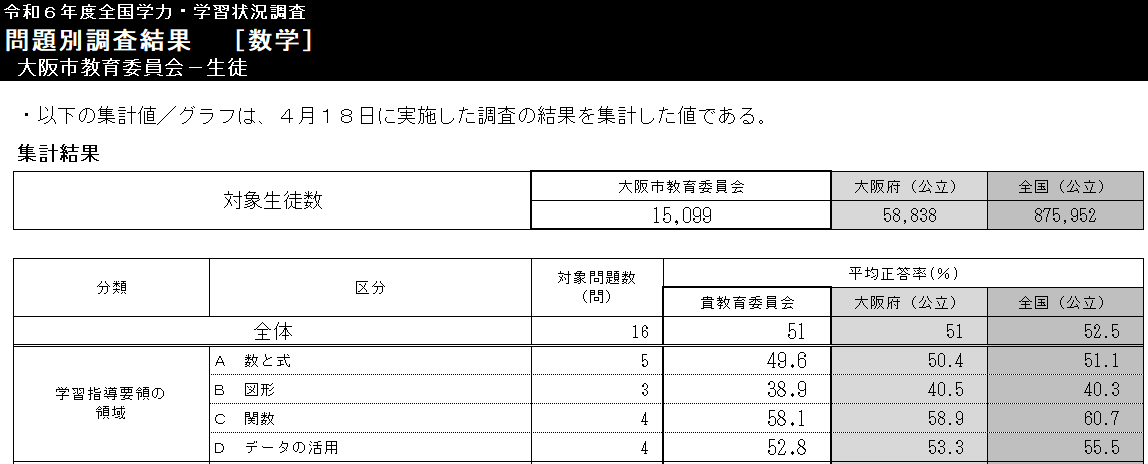 令和６年度全国学力・学習状況調査
問題別調査結果　［数学］
大阪市教育委員会－生徒
・以下の集計値／グラフは、４月１８日に実施した調査の結果を集計した値である。
集計結果
対象生徒数 大阪市教育委員会 大阪府（公立） 全国（公立）
15,099 58,838 875,952
分類 区分 対象問題数（問） 平均正答率(％)
貴教育委員会 大阪府（公立） 全国（公立）
全体 16 51 51 52.5
学習指導要領の領域
Ａ　数と式 5 49.6 50.4 51.1
Ｂ　図形 3 38.9 40.5 40.3
Ｃ　関数 4 58.1 58.9 60.7
Ｄ　データの活用 4 52.8 53.3 55.5